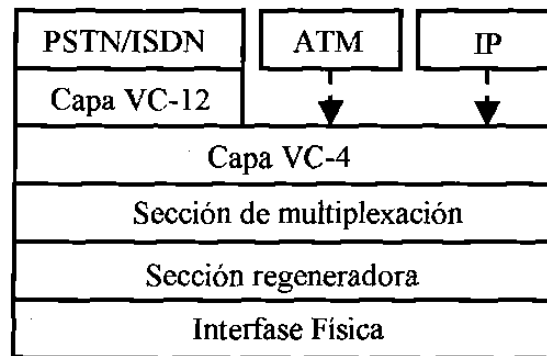 PSTN/ISDN ATM IP
Capa VC-12
Capa VC-4
Sección de multiplexación
Sección regeneradora
Interfase Física